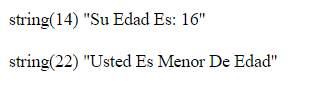 string(14) "Su Edad Es: 16"
string(22) "Usted Es Menor De Edad"